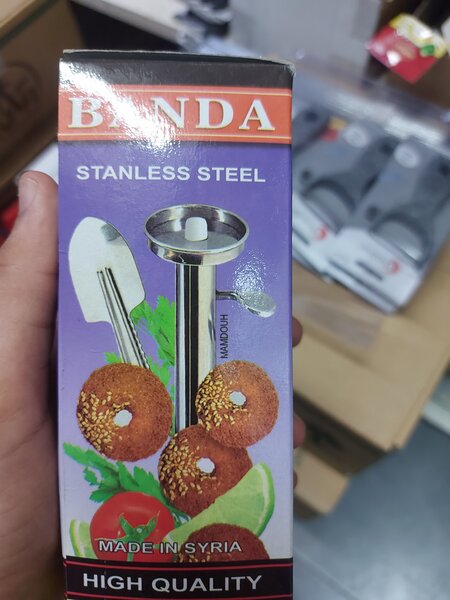 BANDA
STANLESS STEEL
MAMDOUH
MADE IN SYRIA
HIGH QUALITY